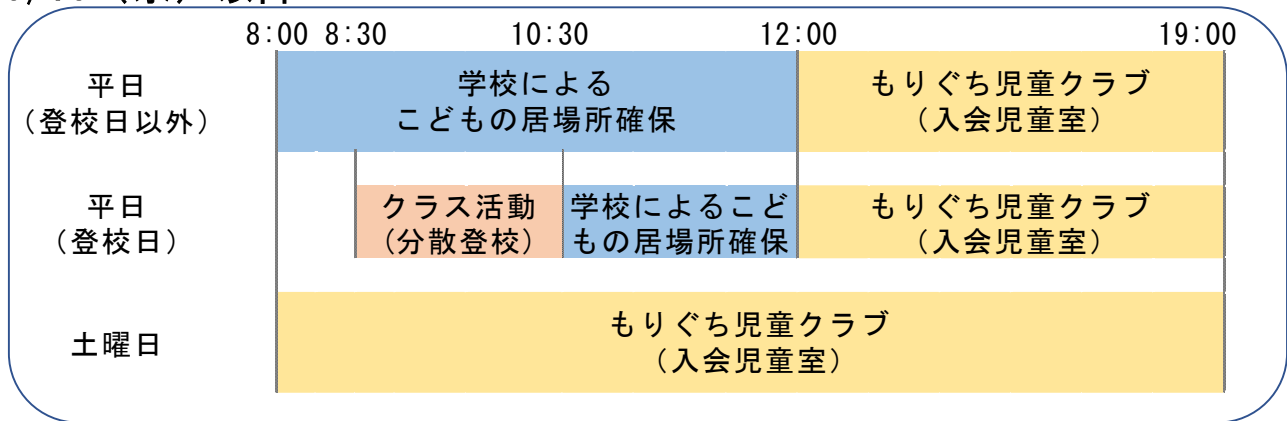 8:00 8:30 10:30 12:00 19:00
平日
（登校日以外）
学校による
こどもの居場所確保
もりぐち児童クラブ
（入会児童室）
平日
（登校日）
クラス活動
（分散登校）
学校によるこど
もの居場所確保
もりぐち児童クラブ
（入会児童室）
土曜日
もりぐち児童クラブ
（入会児童室）